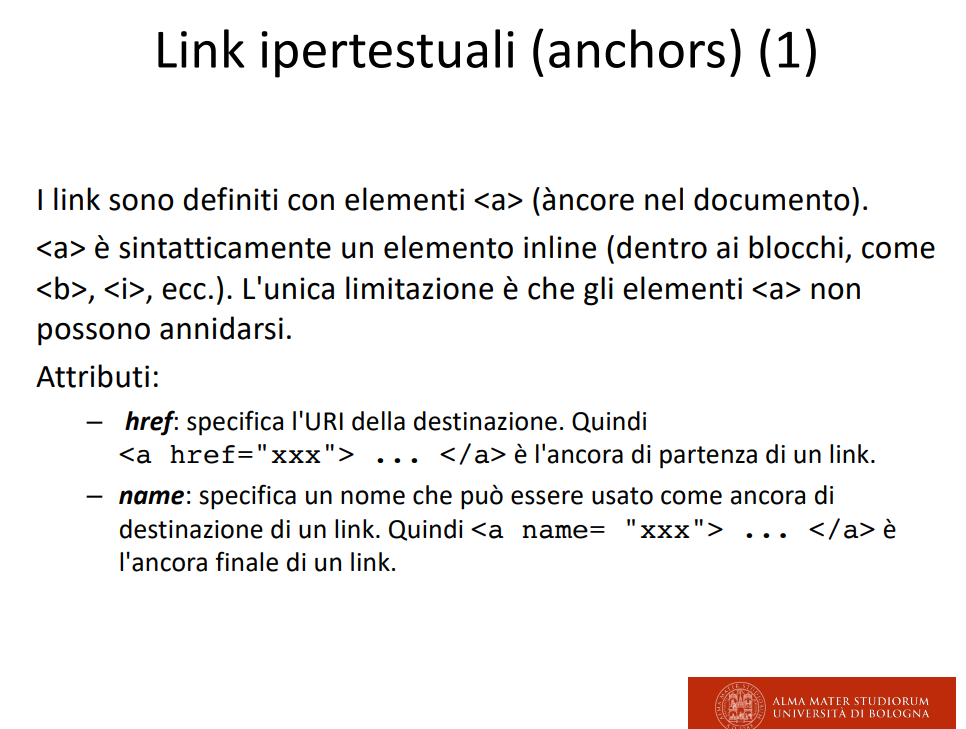 Link ipertestuali (anchors) (1)
I link sono definiti con elementi <a> (àncore nel documento).
<a> è sintatticamente un elemento inline (dentro ai blocchi, come
<b>, <i>, ecc.). L'unica limitazione è che gli elementi <a> non
possono annidarsi.
Attributi:
– href: specifica l'URI della destinazione. Quindi
<a href="xxx"> ... </a> è l'ancora di partenza di un link.
– name: specifica un nome che può essere usato come ancora di
destinazione di un link. Quindi <a name= "xxx"> ... </a> è
l'ancora finale di un link.
ALMA MATER STUDIORUM
UNIVERSITÀ DI BOLOGNA